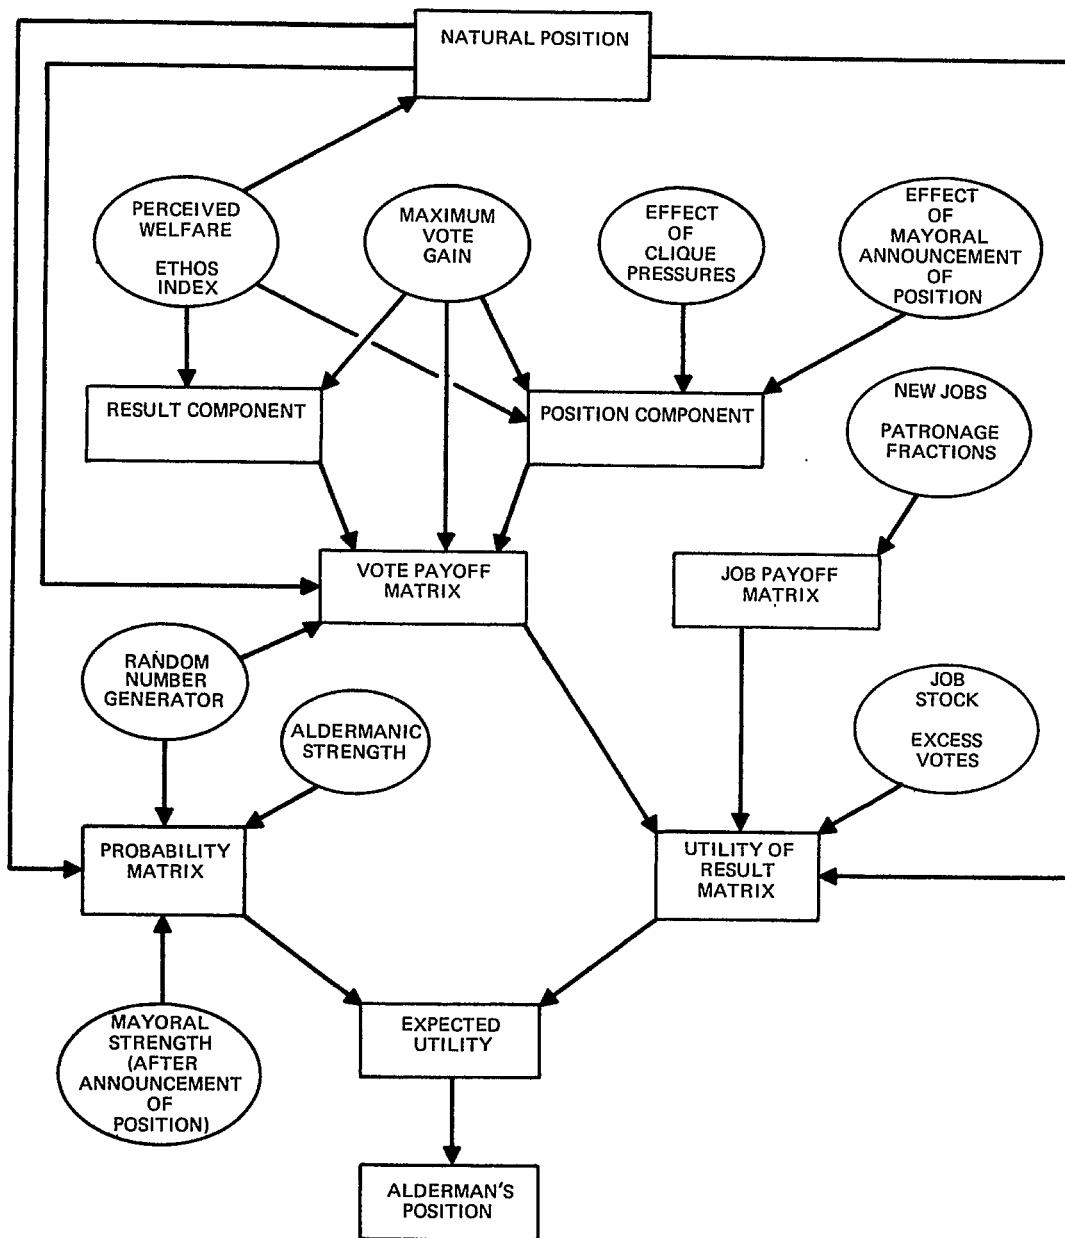 NATURAL POSITION
PERCEIVED
WELFARE
ETHOS
INDEX
MAXIMUM
VOTE
GAIN
EFFECT
OF
CLIQUE
PRESSURES
EFFECT
OF
MAYORAL
ANNOUNCEMENT
OF
POSITION
RESULT COMPONENT
POSITION COMPONENT
NEW JOBS
PATRONAGE
FRACTIONS
VOTE PAYOFF
MATRIX
JOB PAYOFF
MATRIX
RANDOM
NUMBER
GENERATOR
ALDERMANIC
STRENGTH
JOB
STOCK
EXCESS
VOTES
PROBABILITY
MATRIX
UTILITY OF
RESULT
MATRIX
MAYORAL
STRENGTH
(AFTER
ANNOUNCEMENT
OF
POSITION)
EXPECTED
UTILITY
ALDERMAN'S
POSITION